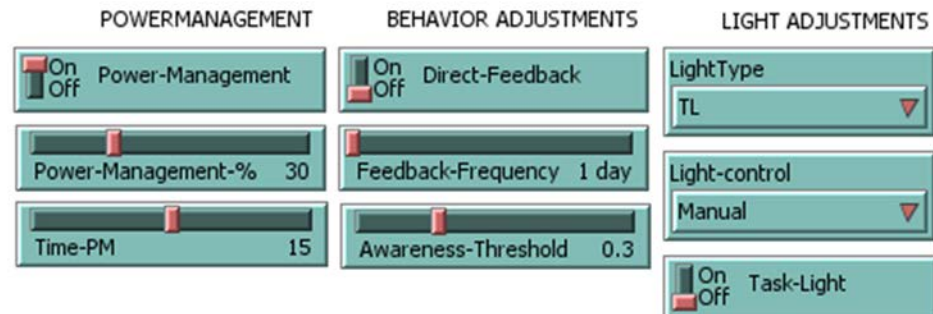 POWERMANAGEMENT
On
Off
Power-Management
Power-Management-% 30
Time-PM 15
BEHAVIOR ADJUSTMENTS
On
Off
Direct-Feedback
Feedback-Frequency 1 day
Awareness-Threshold 0.3
LIGHT ADJUSTMENTS
LightType
TL
Light-control
Manual
On
Off
Task-Light